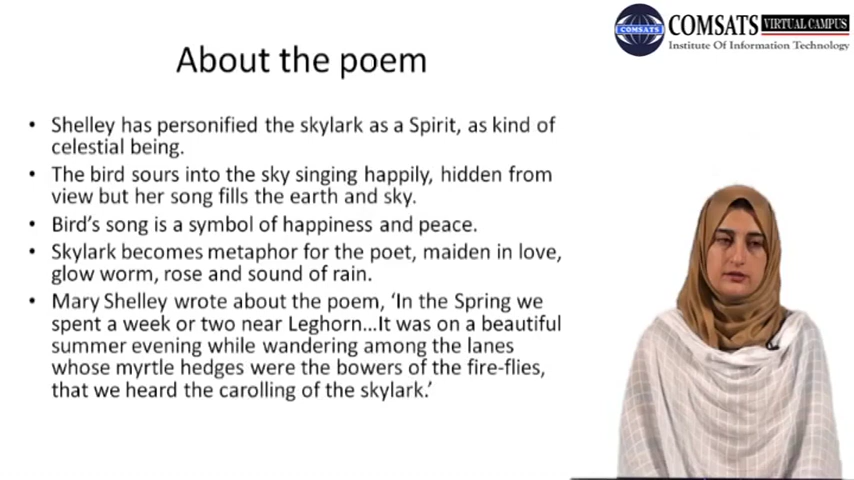 COMSATS VIRTUAL CAMPUS
COMSATS
Institute Of Information Technology
About the poem
• Shelley has personified the skylark as a Spirit, as kind of
celestial being.
• The bird sours into the sky singing happily, hidden from
view but her song fills the earth and sky.
• Bird's song is a symbol of happiness and peace.
• Skylark becomes metaphor for the poet, maiden in love,
glow worm, rose and sound of rain.
• Mary Shelley wrote about the poem, 'In the Spring we
spent a week or two near Leghorn...It was on a beautiful
summer evening while wandering among the lanes
whose myrtle hedges were the bowers of the fire-flies,
that we heard the carolling of the skylark.'